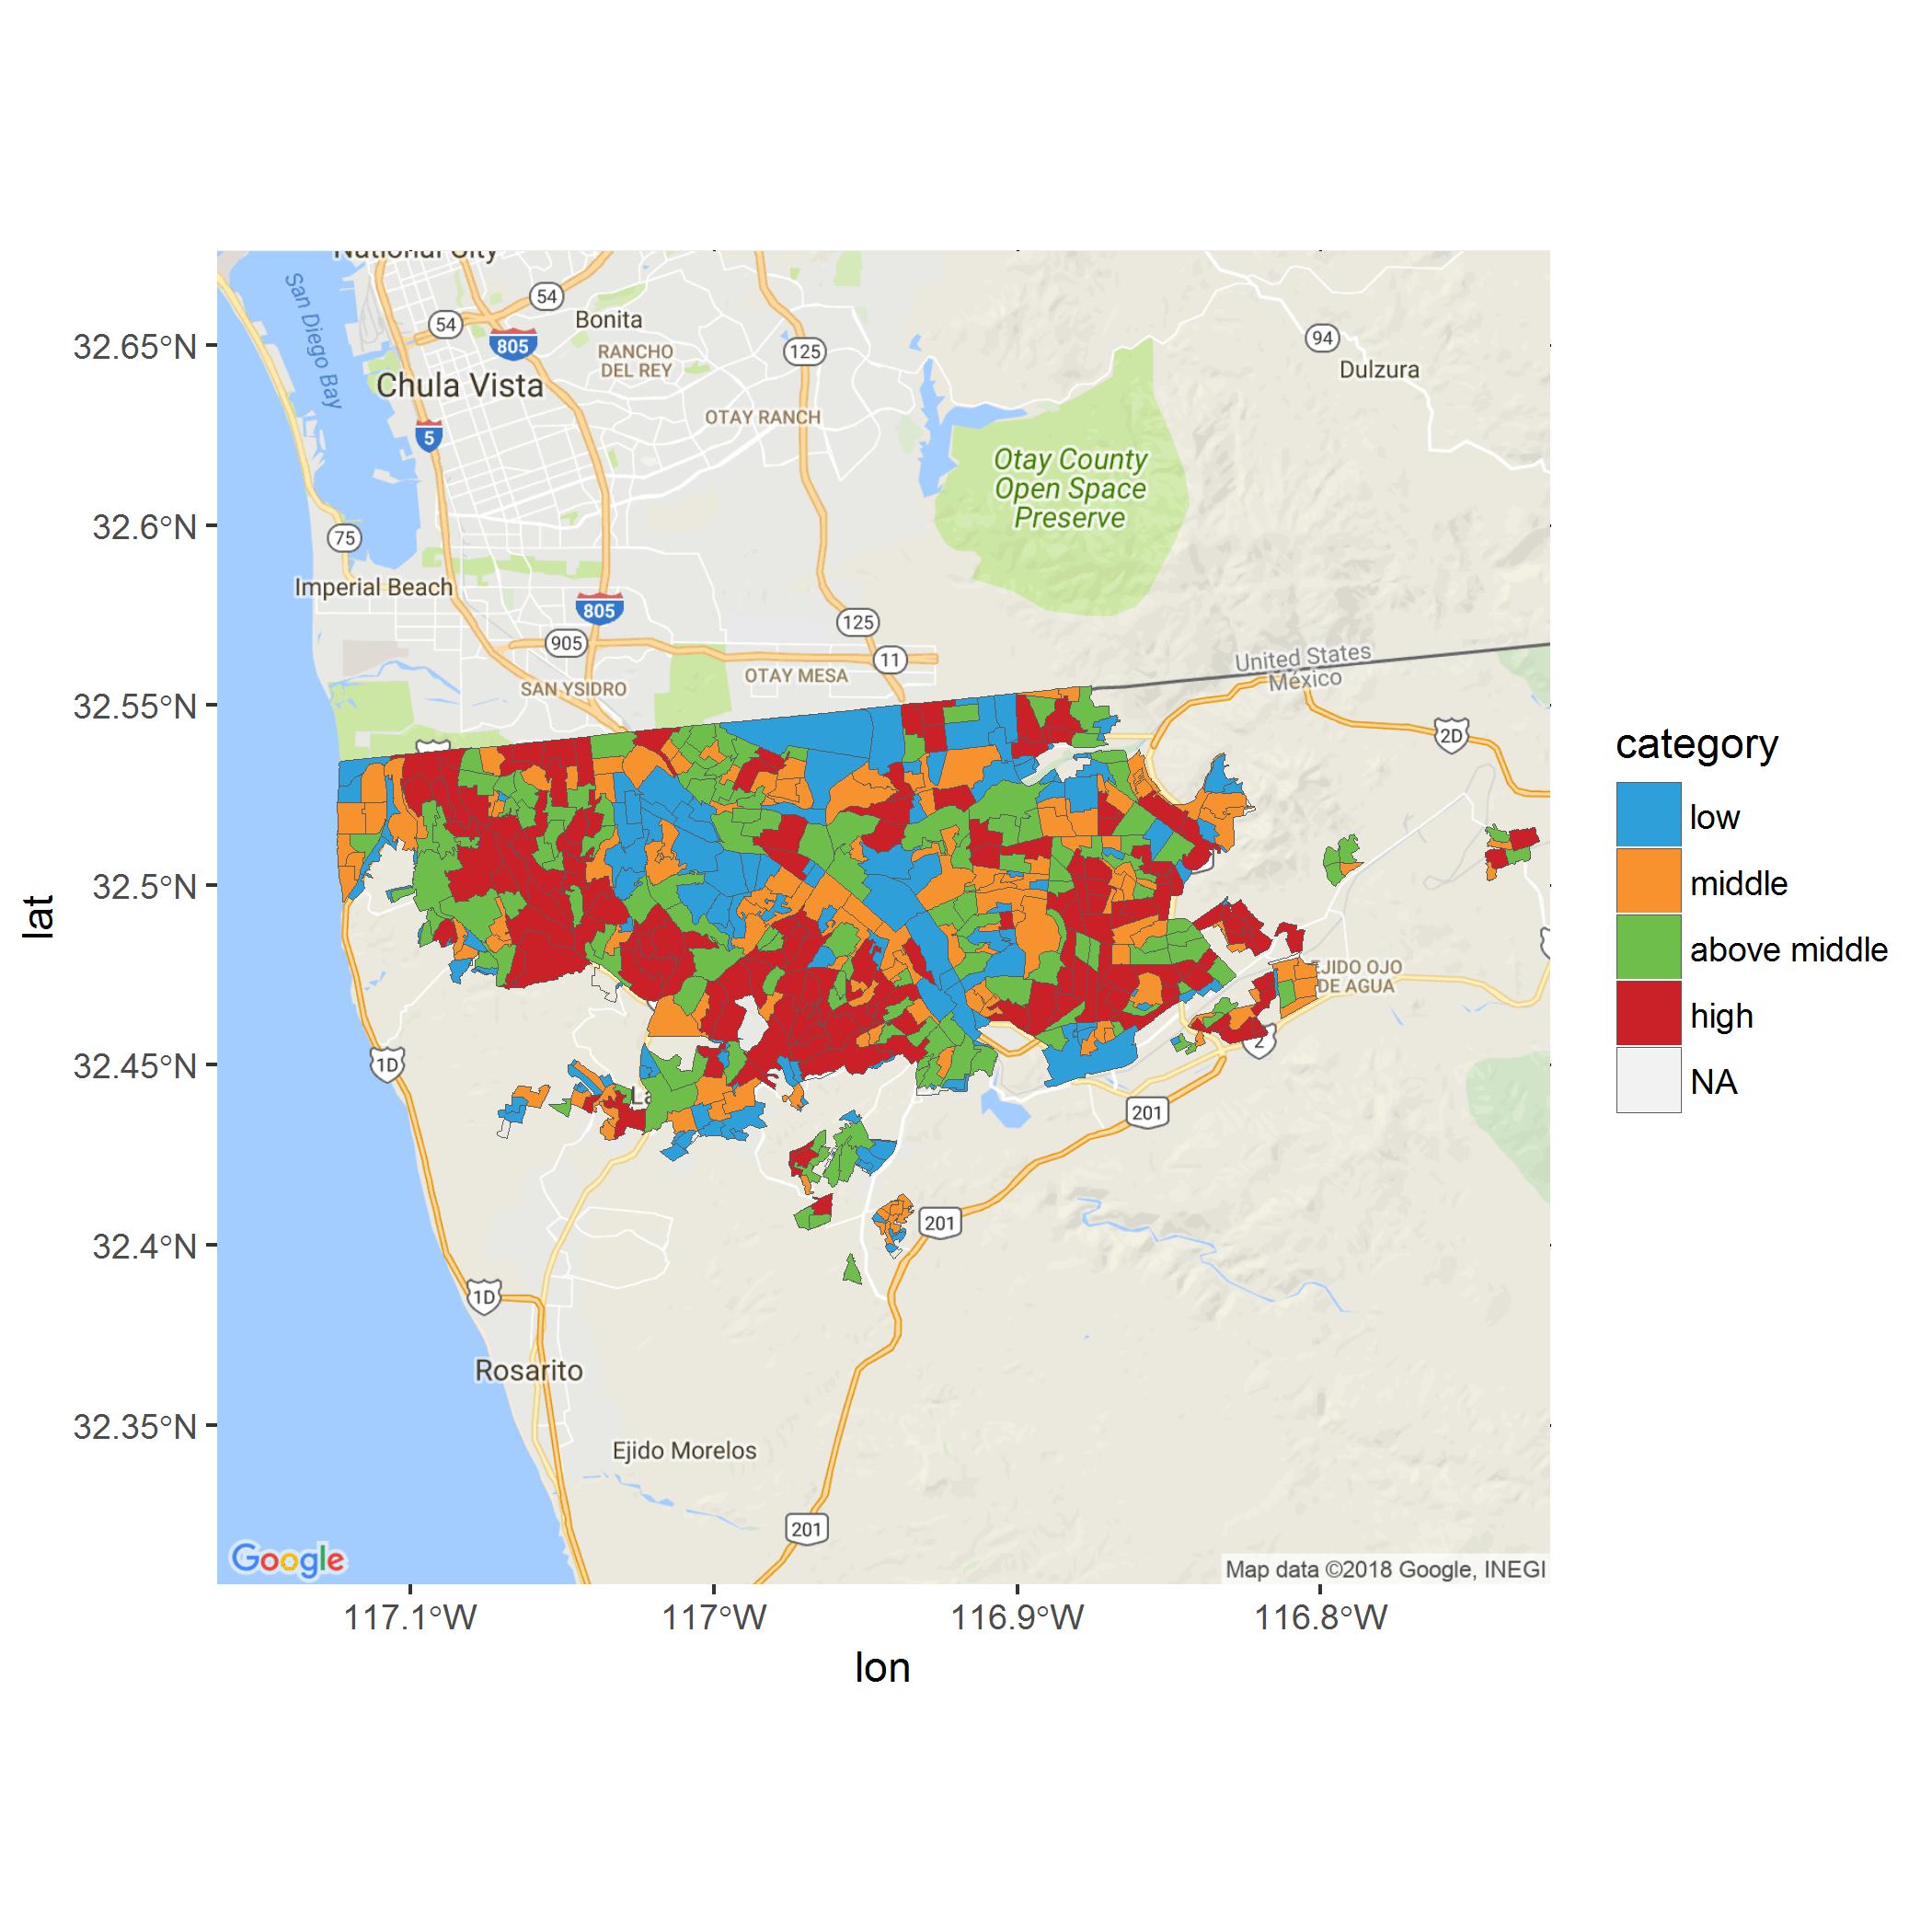 National City
San Diego Bay
54
54
Bonita
805
RANCHO
DEL REY
125
94
Dulzura
Chula Vista
OTAY RANCH
5
Otay County
Open Space
Preserve
75
Imperial Beach
805
125
905
11
OTAY MESA
SAN YSIDRO
United States
México
2D
EJIDO OJO
DE AGUA
2
1D
La
201
201
1D
Rosarito
Ejido Morelos
201
Google
Map data ©2018 Google, INEGI
32.65°N
32.6°N
32.55°N
32.5°N
32.45°N
32.4°N
32.35°N
lat
117.1°W
117°W
116.9°W
116.8°W
lon
category
low
middle
above middle
high
NA